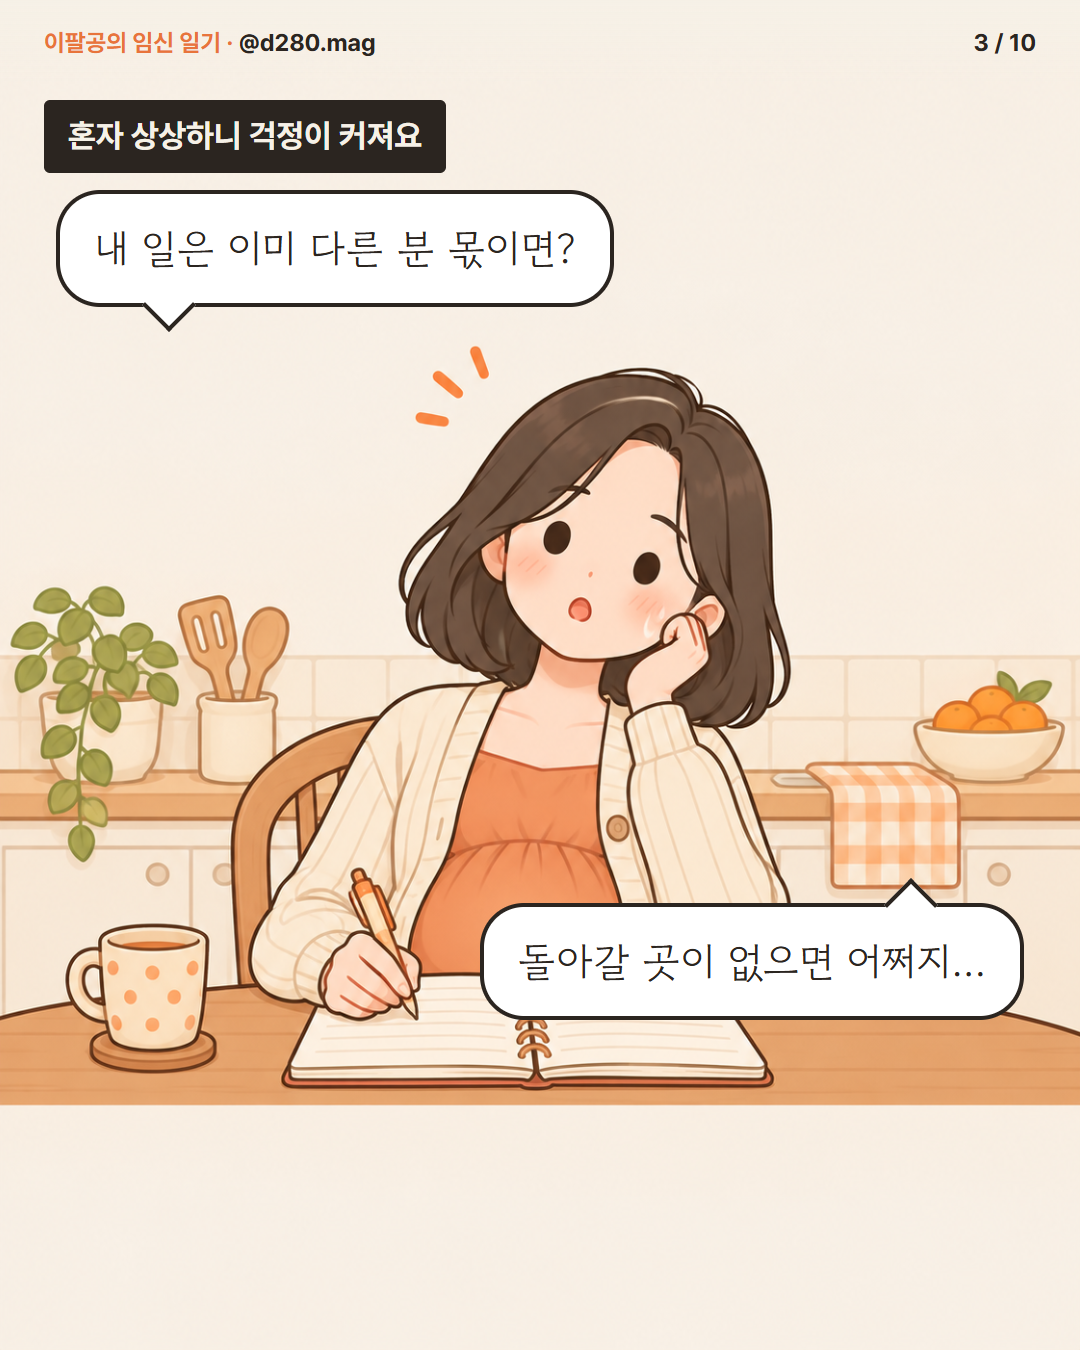 이팔공의 임신 일기 · @d280.mag
3 / 10
혼자 상상하니 걱정이 커져요
내 일은 이미 다른 분 몫이면?
돌아갈 곳이 없으면 어쩌지...